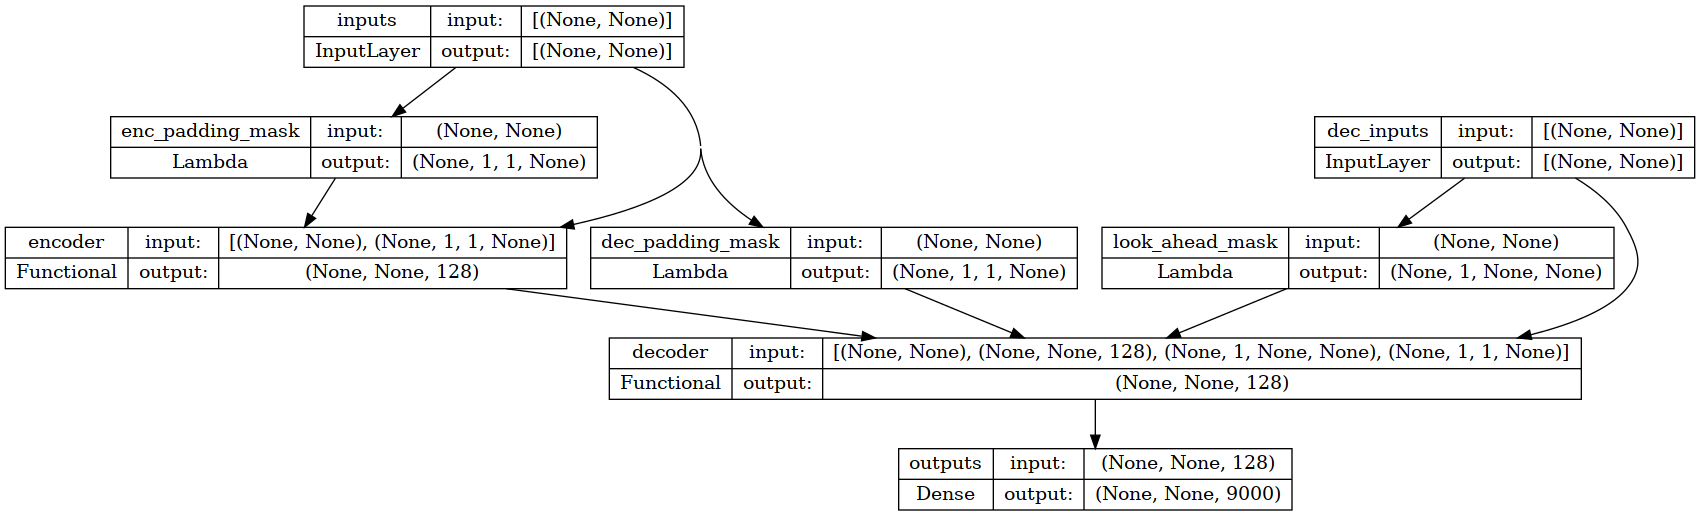 inputs input: [(None, None)]
InputLayer output: [(None, None)]
enc_padding_mask input: (None, None)
Lambda output: (None, 1, 1, None)
dec_inputs input: [(None, None)]
InputLayer output: [(None, None)]
encoder input: [(None, None), (None, 1, 1, None)]
Functional output: (None, None, 128)
dec_padding_mask input: (None, None)
Lambda output: (None, 1, 1, None)
look_ahead_mask input: (None, None)
Lambda output: (None, 1, None, None)
decoder input: [(None, None), (None, None, 128), (None, 1, None, None), (None, 1, 1, None)]
Functional output: (None, None, 128)
outputs input: (None, None, 128)
Dense output: (None, None, 9000)